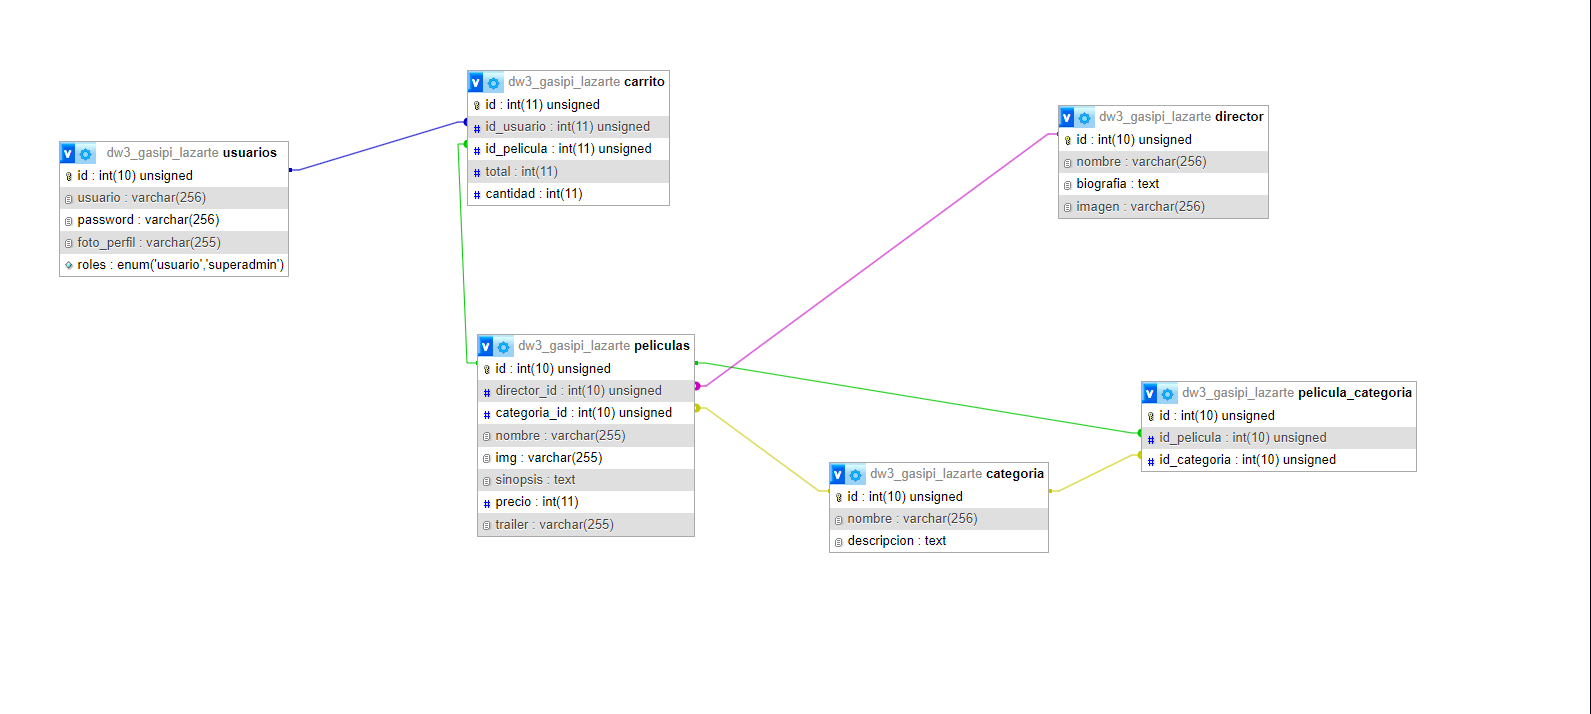 dw3_gasipi_lazarte usuarios
id : int(10) unsigned
usuario : varchar(256)
password : varchar(256)
foto_perfil : varchar(255)
roles : enum('usuario','superadmin')
dw3_gasipi_lazarte carrito
id : int(11) unsigned
id_usuario : int(11) unsigned
id_pelicula : int(11) unsigned
total : int(11)
cantidad : int(11)
dw3_gasipi_lazarte director
id : int(10) unsigned
nombre : varchar(256)
biografia : text
imagen : varchar(256)
dw3_gasipi_lazarte peliculas
id : int(10) unsigned
director_id : int(10) unsigned
categoria_id : int(10) unsigned
nombre : varchar(255)
img : varchar(255)
sinopsis : text
precio : int(11)
trailer : varchar(255)
dw3_gasipi_lazarte categoria
id : int(10) unsigned
nombre : varchar(256)
descripcion : text
dw3_gasipi_lazarte pelicula_categoria
id : int(10) unsigned
id_pelicula : int(10) unsigned
id_categoria : int(10) unsigned